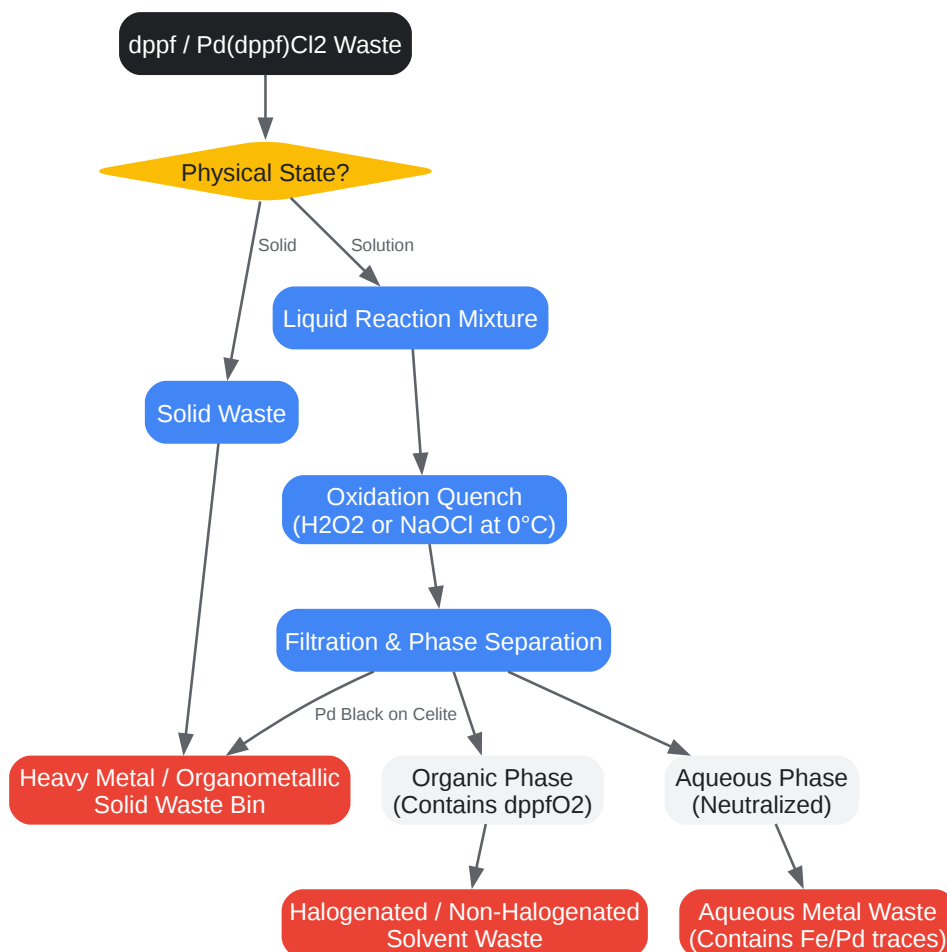 dppf / Pd(dppf)Cl2 Waste
Physical State?
Solid
Solution
Liquid Reaction Mixture
Solid Waste
Oxidation Quench
(H2O2 or NaOCl at 0°C)
Filtration & Phase Separation
Pd Black on Celite
Heavy Metal / Organometallic
Solid Waste Bin
Organic Phase
(Contains dppfO2)
Aqueous Phase
(Neutralized)
Halogenated / Non-Halogenated
Solvent Waste
Aqueous Metal Waste
(Contains Fe/Pd traces)